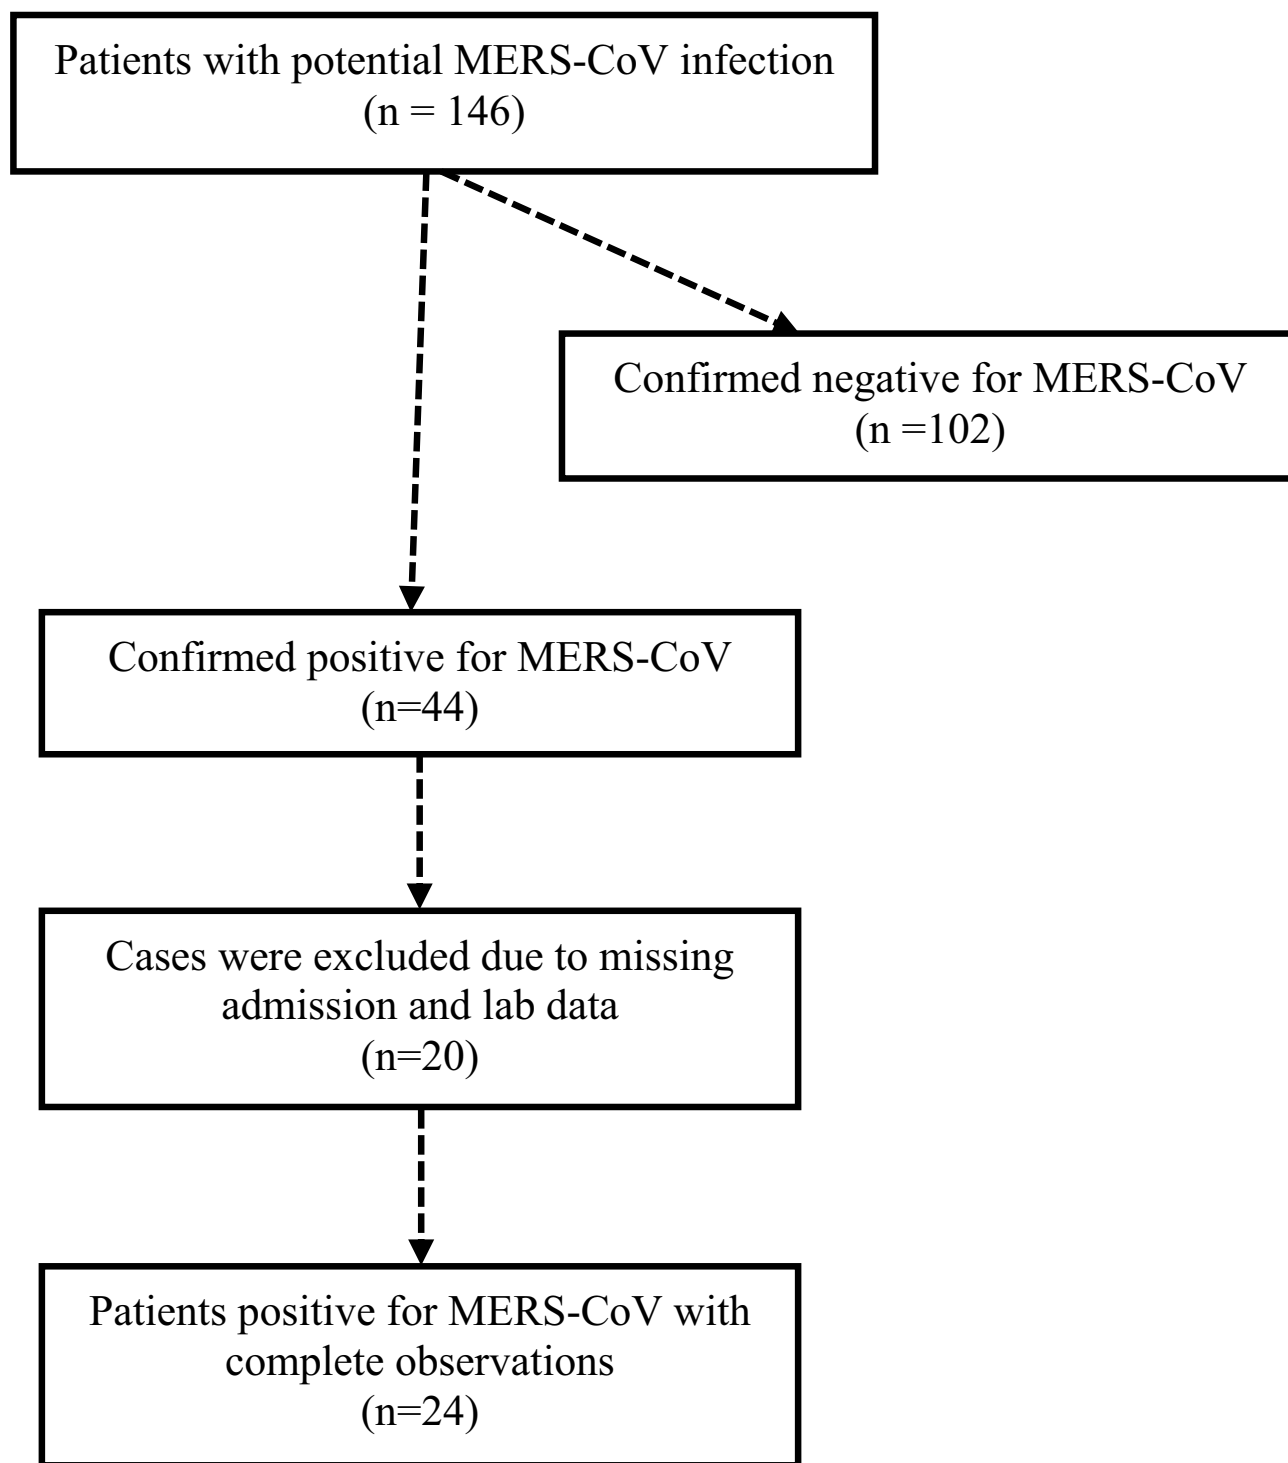 Patients with potential MERS-CoV infection
(n = 146)
Confirmed negative for MERS-CoV
(n =102)
Confirmed positive for MERS-CoV
(n=44)
Cases were excluded due to missing
admission and lab data
(n=20)
Patients positive for MERS-CoV with
complete observations
(n=24)